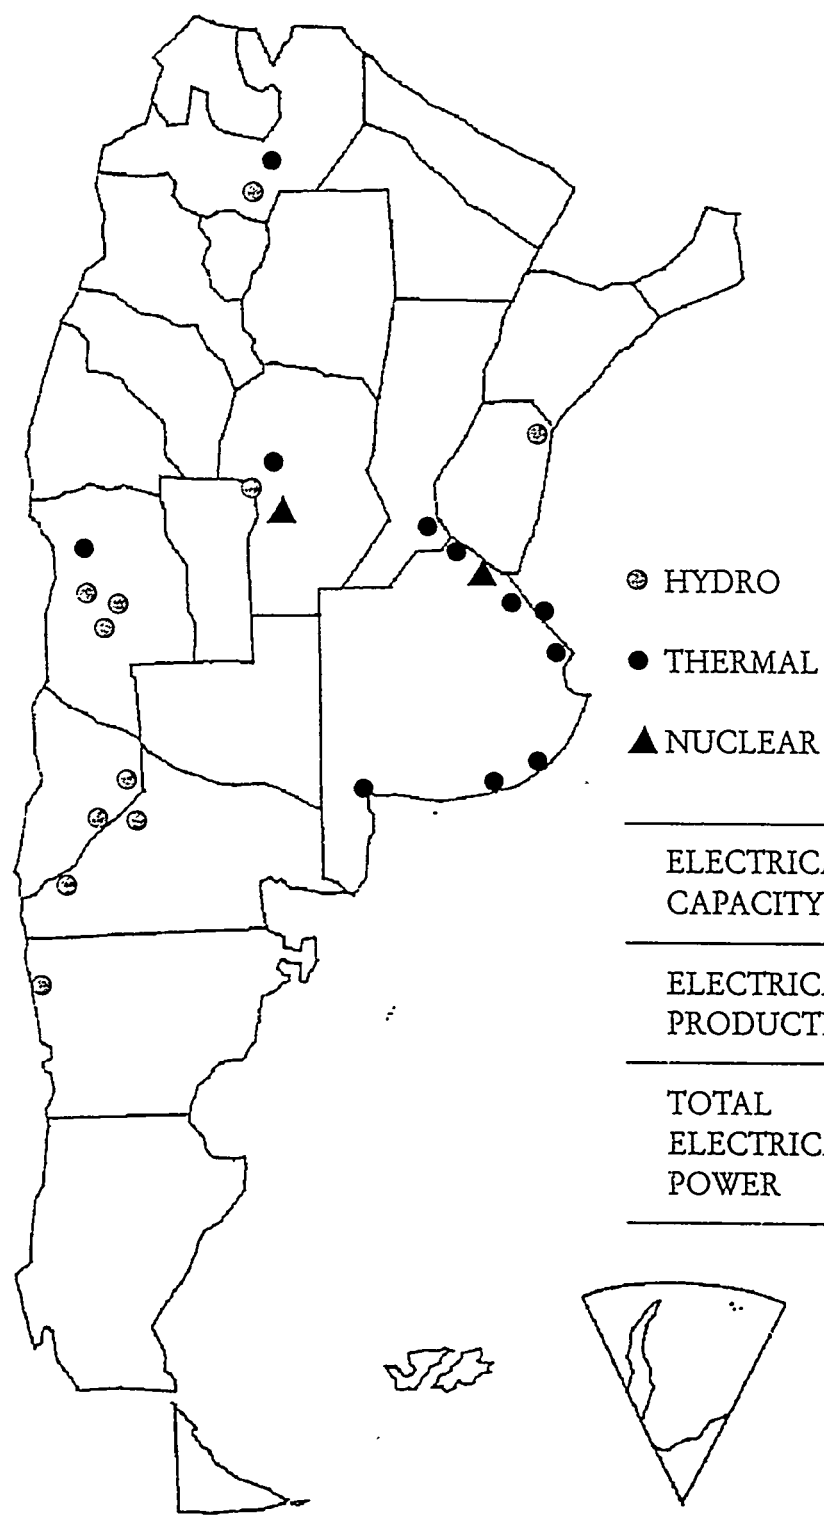 HYDRO
THERMAL
NUCLEAR
ELECTRICA
CAPACITY
ELECTRICA
PRODUCTI
TOTAL
ELECTRICA
POWER